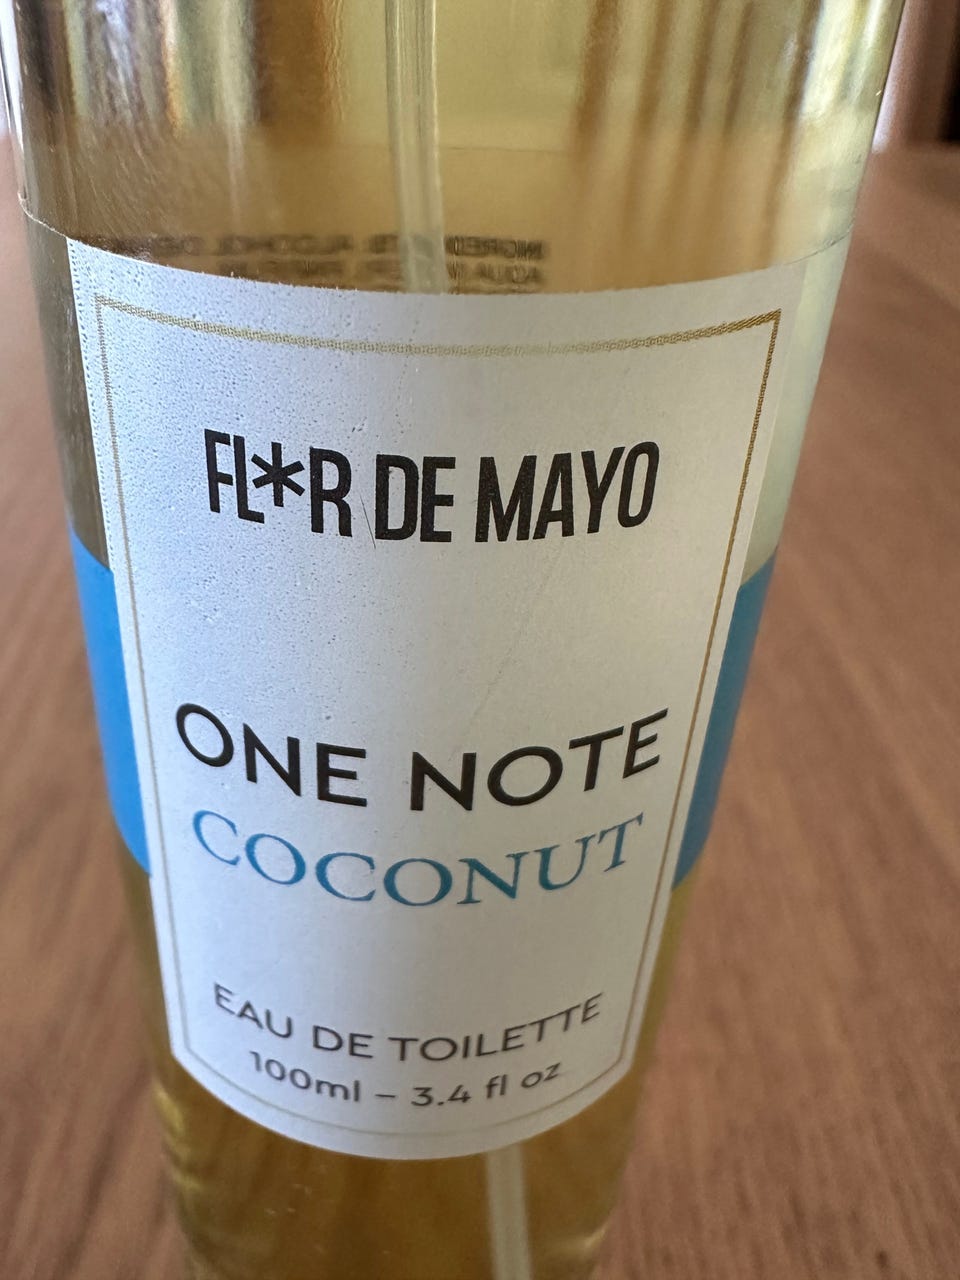 FL*R DE MAYO
ONE NOTE
COCONUT
EAU DE TOILETTE
100ml – 3.4 fl oz